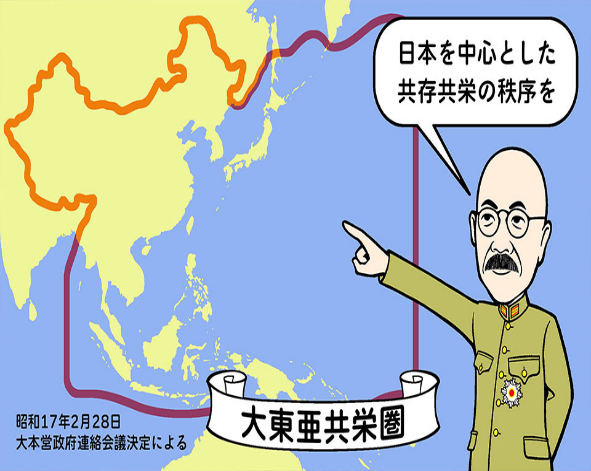 日本を中心とした
共存共栄の秩序を
大東亜共栄圏
昭和17年2月28日
大本営政府連絡会議決定による